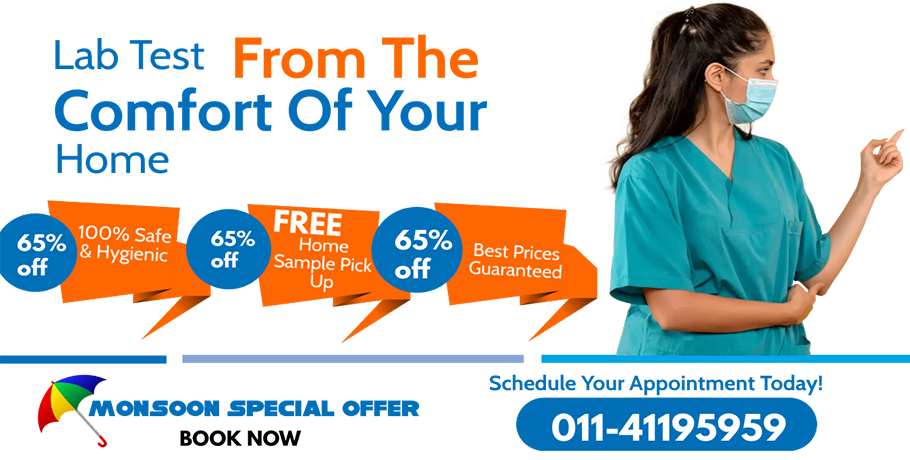 Lab Test From The
Comfort Of Your
Home
65%
off
100% Safe
& Hygienic
65%
off
FREE
Home
Sample Pick
Up
65%
off
Best Prices
Guaranteed
MONSOON SPECIAL OFFER
BOOK NOW
Schedule Your Appointment Today!
011-41195959